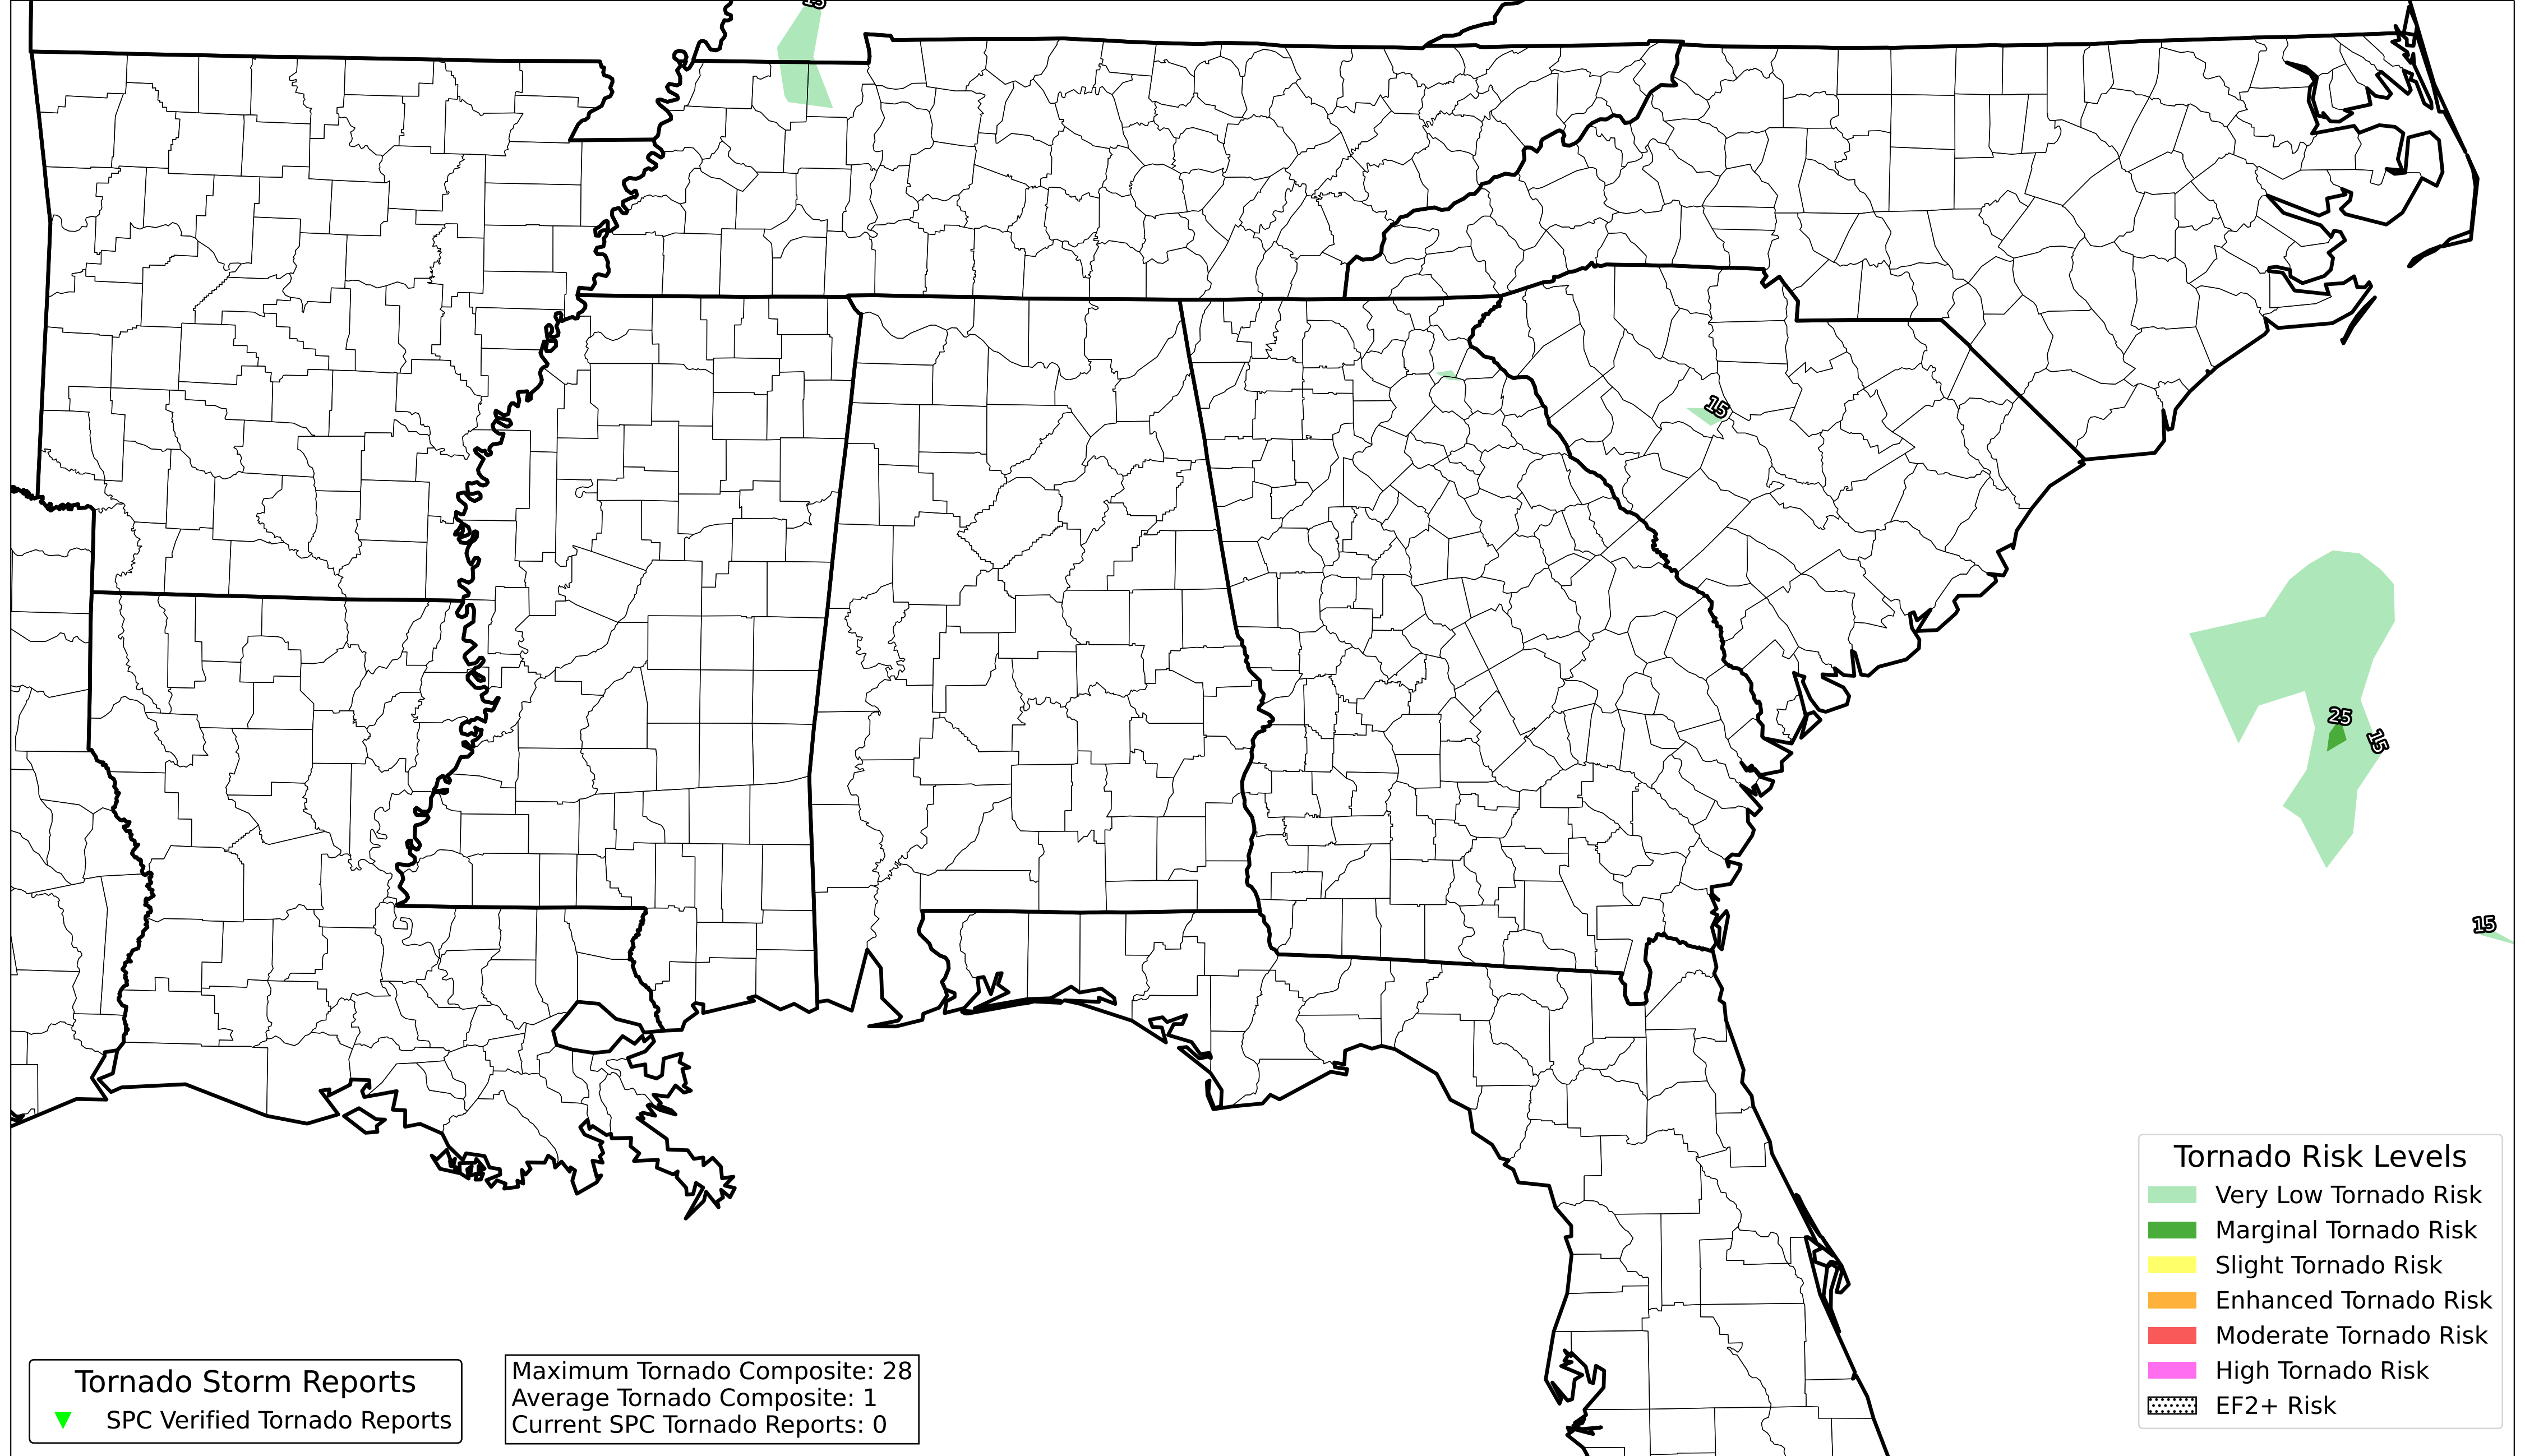 15
15
25
15
15
Tornado Risk Levels
Very Low Tornado Risk
Marginal Tornado Risk
Slight Tornado Risk
Enhanced Tornado Risk
Moderate Tornado Risk
High Tornado Risk
EF2+ Risk
Tornado Storm Reports
SPC Verified Tornado Reports
Maximum Tornado Composite: 28
Average Tornado Composite: 1
Current SPC Tornado Reports: 0